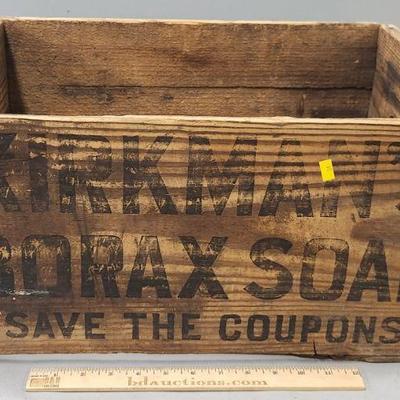 KIRKMAN'S
BORAX SOAP
SAVE THE COUPONS
bdauctions.com